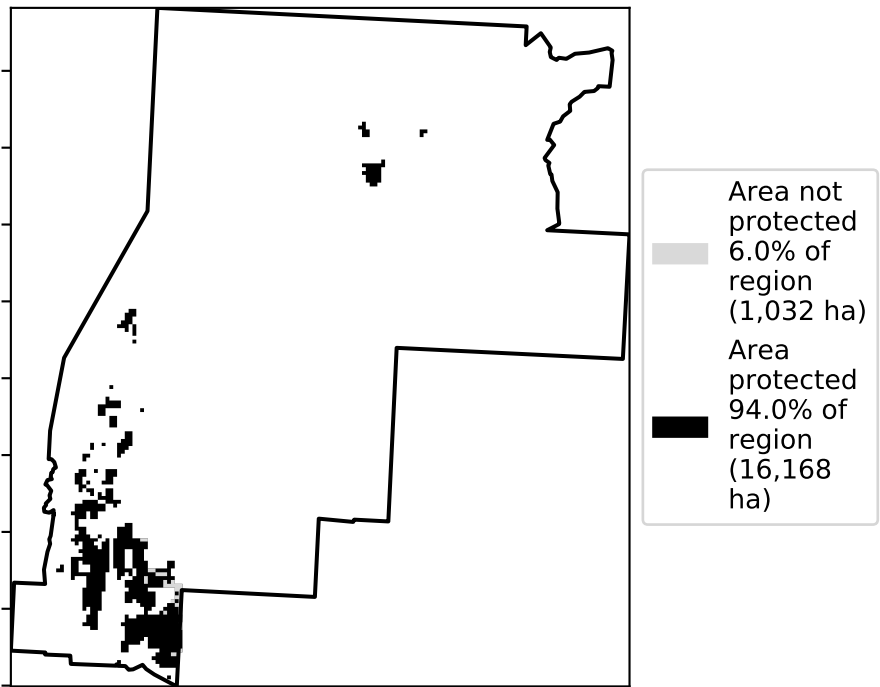 Area not
protected
6.0% of
region
(1,032 ha)
Area
protected
94.0% of
region
(16,168
ha)